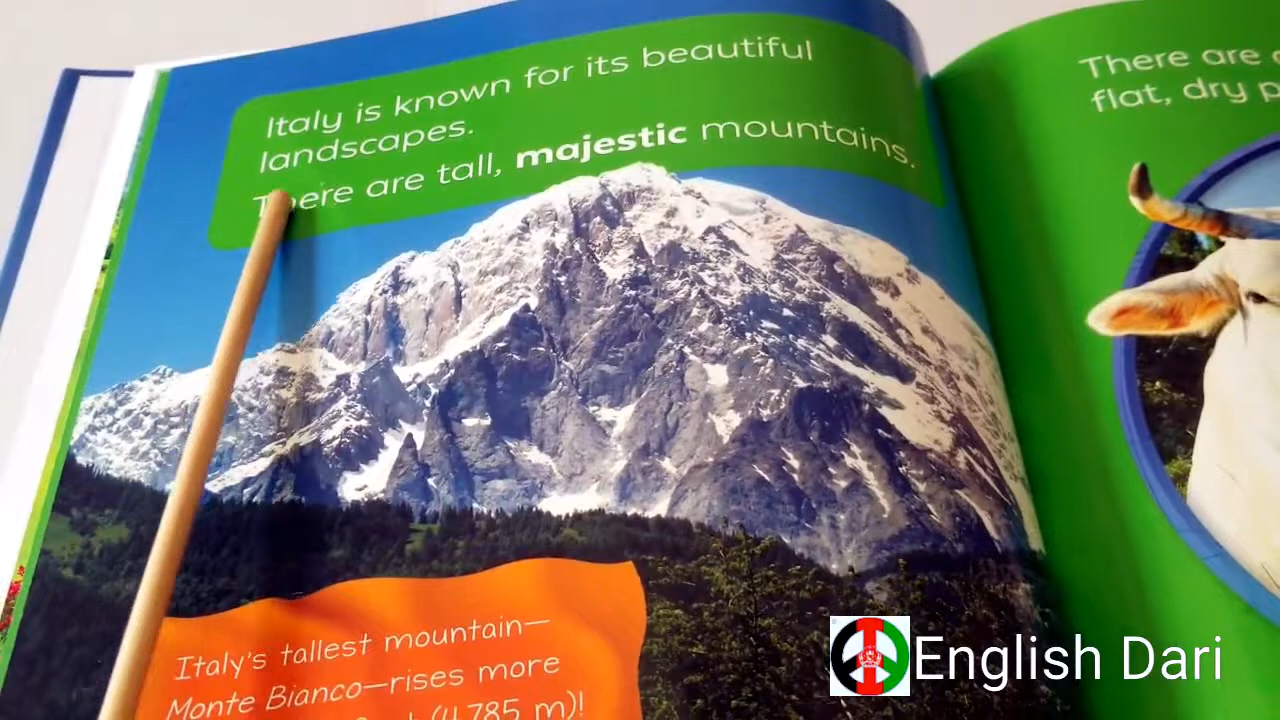 Italy is known for its beautiful
landscapes.
There are tall, majestic mountains.
There are
flat, dry
Italy's tallest mountain—
Monte Bianco—rises more
(4,785 m)!
English Dari